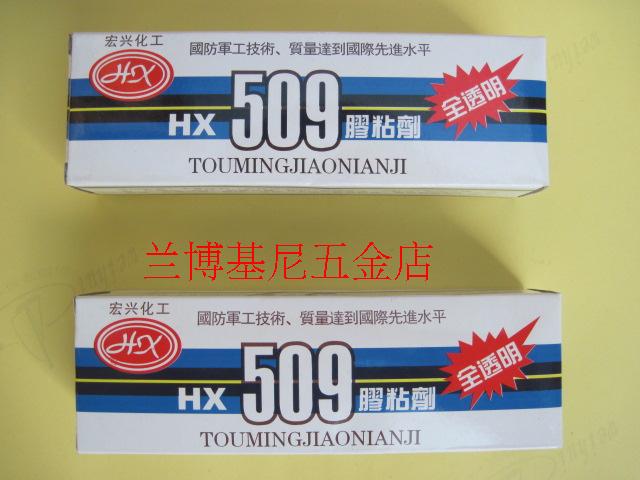 宏兴化工
HX
國防軍工技術、質量達到國際先進水平
HX 509 膠粘劑
全透明
TOUMINGJIAONIANJI
兰博基尼五金店
宏兴化工
HX
國防軍工技術、質量達到國際先進水平
HX 509 膠粘劑
全透明
TOUMINGJIAONIANJI